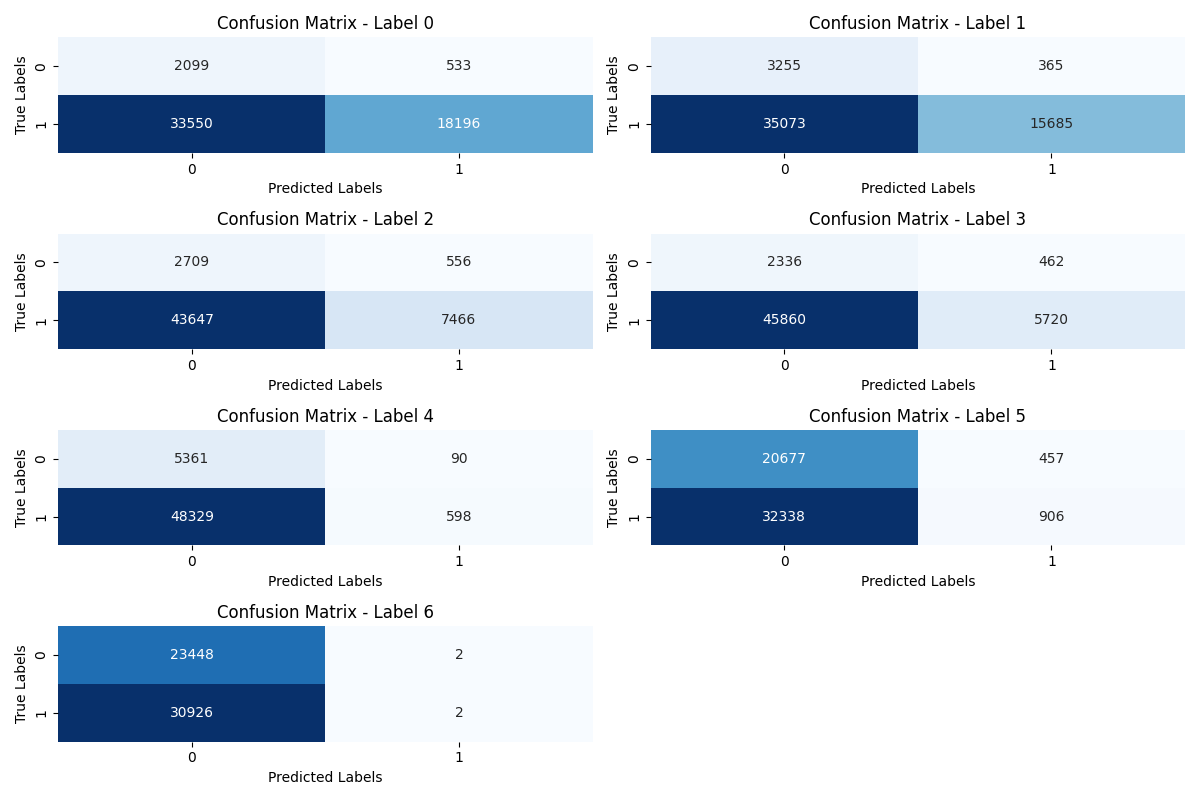 Confusion Matrix - Label 0
True Labels
0
2099
533
1
33550
18196
0
1
Predicted Labels
Confusion Matrix - Label 1
True Labels
0
3255
365
1
35073
15685
0
1
Predicted Labels
Confusion Matrix - Label 2
True Labels
0
2709
556
1
43647
7466
0
1
Predicted Labels
Confusion Matrix - Label 3
True Labels
0
2336
462
1
45860
5720
0
1
Predicted Labels
Confusion Matrix - Label 4
True Labels
0
5361
90
1
48329
598
0
1
Predicted Labels
Confusion Matrix - Label 5
True Labels
0
20677
457
1
32338
906
0
1
Predicted Labels
Confusion Matrix - Label 6
True Labels
0
23448
2
1
30926
2
0
1
Predicted Labels